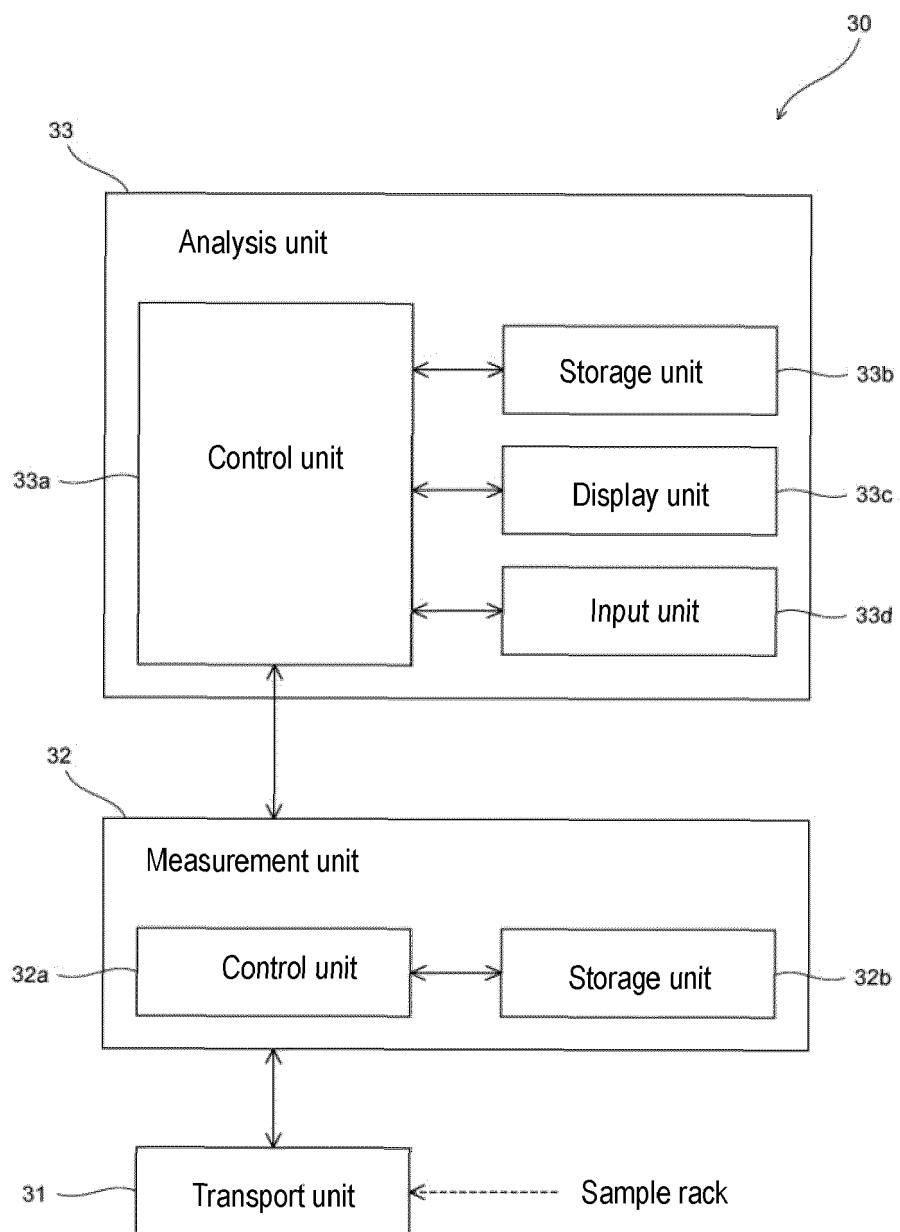 30
33
Analysis unit
Control unit
33a
Storage unit
33b
Display unit
33c
Input unit
33d
32
Measurement unit
32a
Control unit
Storage unit
32b
31
Transport unit
Sample rack